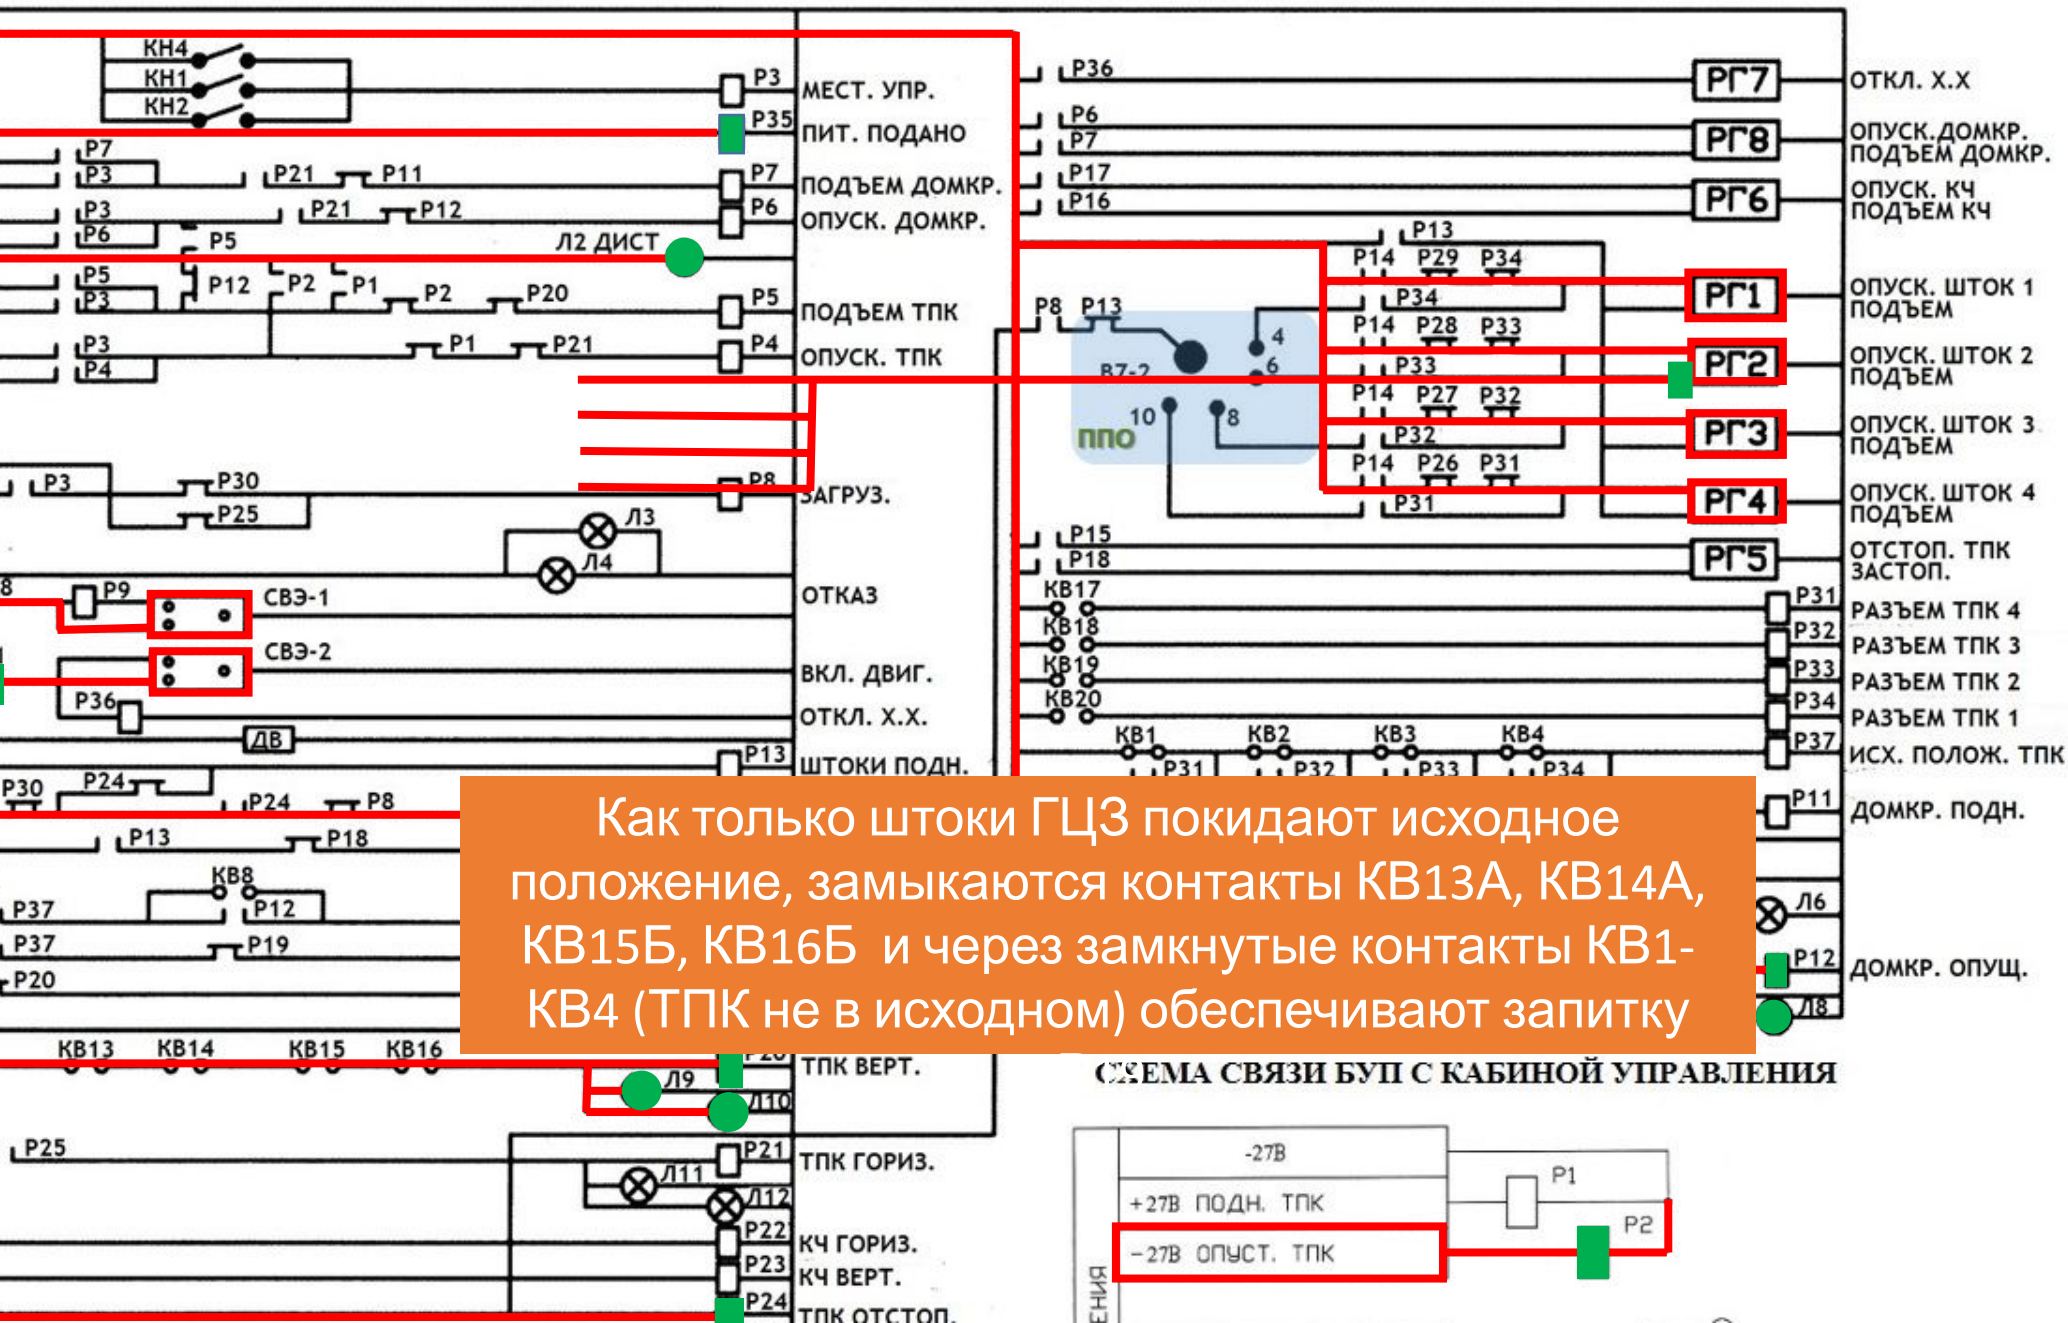 КН4
КН1
КН2
Р3 МЕСТ. УПР.
Р35 ПИТ. ПОДАНО
Р7
Р3 Р21 Р11 Р7 ПОДЪЕМ ДОМКР.
Р3 Р21 Р12 Р6 ОПУСК. ДОМКР.
Р6 Р5 Л2 ДИСТ
Р5 Р12 Р2 Р1 Р2 Р20 Р5 ПОДЪЕМ ТПК
Р3
Р3 Р1 Р21 Р4 ОПУСК. ТПК
Р4
Р3 Р30 Р8 ЗАГРУЗ.
Р25
Л3
Л4
8 Р9 СВЭ-1 ОТКАЗ
СВЭ-2 ВКЛ. ДВИГ.
Р36 ОТКЛ. Х.Х.
ДВ
Р13 ШТОКИ ПОДН.
Р30 Р24
Р24 Р8
Р13 Р18
КВ8
Р37 Р12
Р37 Р19
Р20
КВ13 КВ14 КВ15 КВ16
ТПК ВЕРТ.
Л9
Л10
Р25 Р21 ТПК ГОРИЗ.
Л11
Л12
Р22 КЧ ГОРИЗ.
Р23 КЧ ВЕРТ.
Р24 ТПК ОТСТОП.
Р36 РГ7 ОТКЛ. Х.Х
Р6 РГ8 ОПУСК.ДОМКР.
Р7 ПОДЪЕМ ДОМКР.
Р17 РГ6 ОПУСК. КЧ
Р16 ПОДЪЕМ КЧ
Р13
Р14 Р29 Р34 РГ1 ОПУСК. ШТОК 1
Р34 ПОДЪЕМ
Р8 Р13
Р14 Р28 Р33 РГ2 ОПУСК. ШТОК 2
Р33 ПОДЪЕМ
В7-2 4
6
10 8
ППО
Р14 Р27 Р32 РГ3 ОПУСК. ШТОК 3
Р32 ПОДЪЕМ
Р14 Р26 Р31 РГ4 ОПУСК. ШТОК 4
Р31 ПОДЪЕМ
Р15 РГ5 ОТСТОП. ТПК
Р18 ЗАСТОП.
КВ17 Р31 РАЗЪЕМ ТПК 4
КВ18 Р32 РАЗЪЕМ ТПК 3
КВ19 Р33 РАЗЪЕМ ТПК 2
КВ20 Р34 РАЗЪЕМ ТПК 1
КВ1 КВ2 КВ3 КВ4 Р37 ИСХ. ПОЛОЖ. ТПК
Р31 Р32 Р33 Р34
Р11 ДОМКР. ПОДН.
Л6
Р12 ДОМКР. ОПУЩ.
Л8
Как только штоки ГЦЗ покидают исходное
положение, замыкаются контакты КВ13А, КВ14А,
КВ15Б, КВ16Б и через замкнутые контакты КВ1-
КВ4 (ТПК не в исходном) обеспечивают запитку
СХЕМА СВЯЗИ БУП С КАБИНОЙ УПРАВЛЕНИЯ
-27В
+27В ПОДН. ТПК Р1
-27В ОПУСТ. ТПК Р2
ЕНИЯ